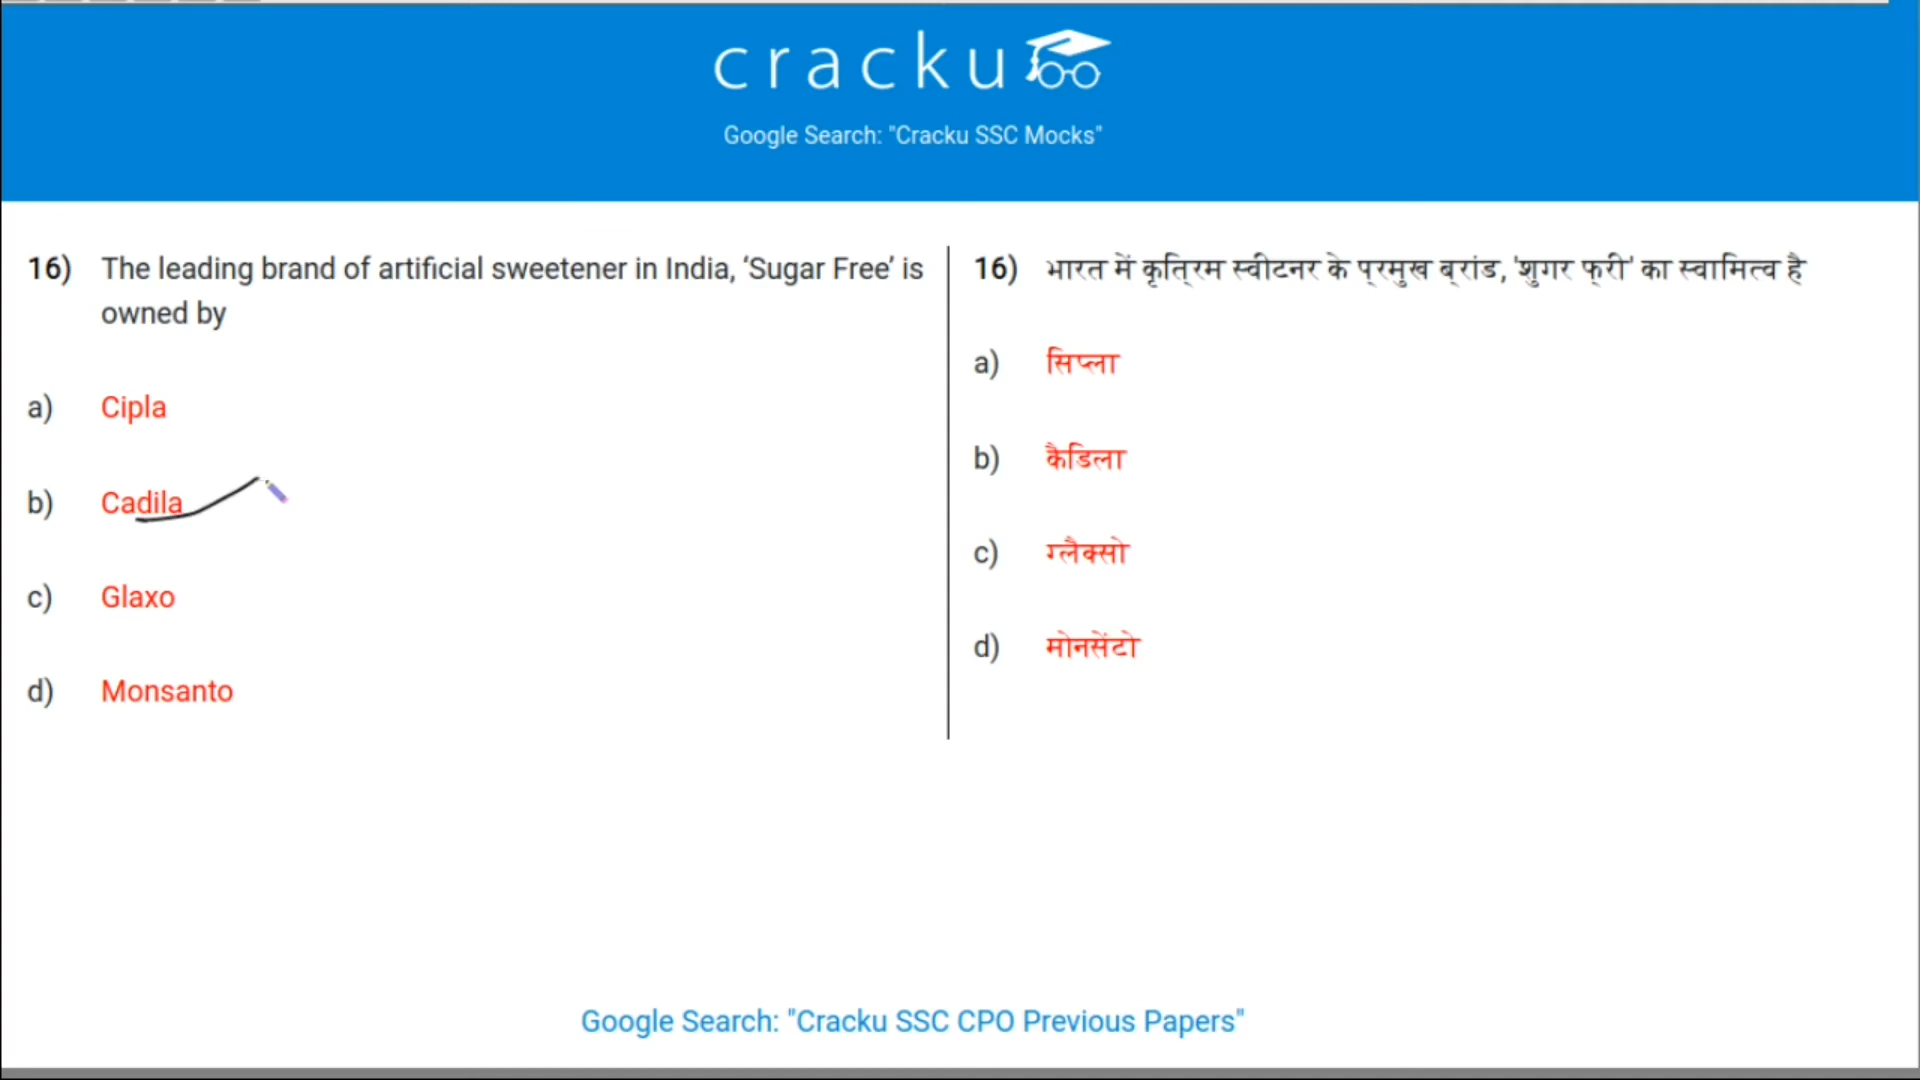 cracku
Google Search: "Cracku SSC Mocks"
16) The leading brand of artificial sweetener in India, ‘Sugar Free’ is
owned by
a) Cipla
b) Cadila
c) Glaxo
d) Monsanto
16) भारत में कृत्रिम स्वीटनर के प्रमुख ब्रांड, 'शुगर फ्री' का स्वामित्व है
a) सिप्ला
b) कैडिला
c) ग्लैक्सो
d) मोनसेंटो
Google Search: "Cracku SSC CPO Previous Papers"